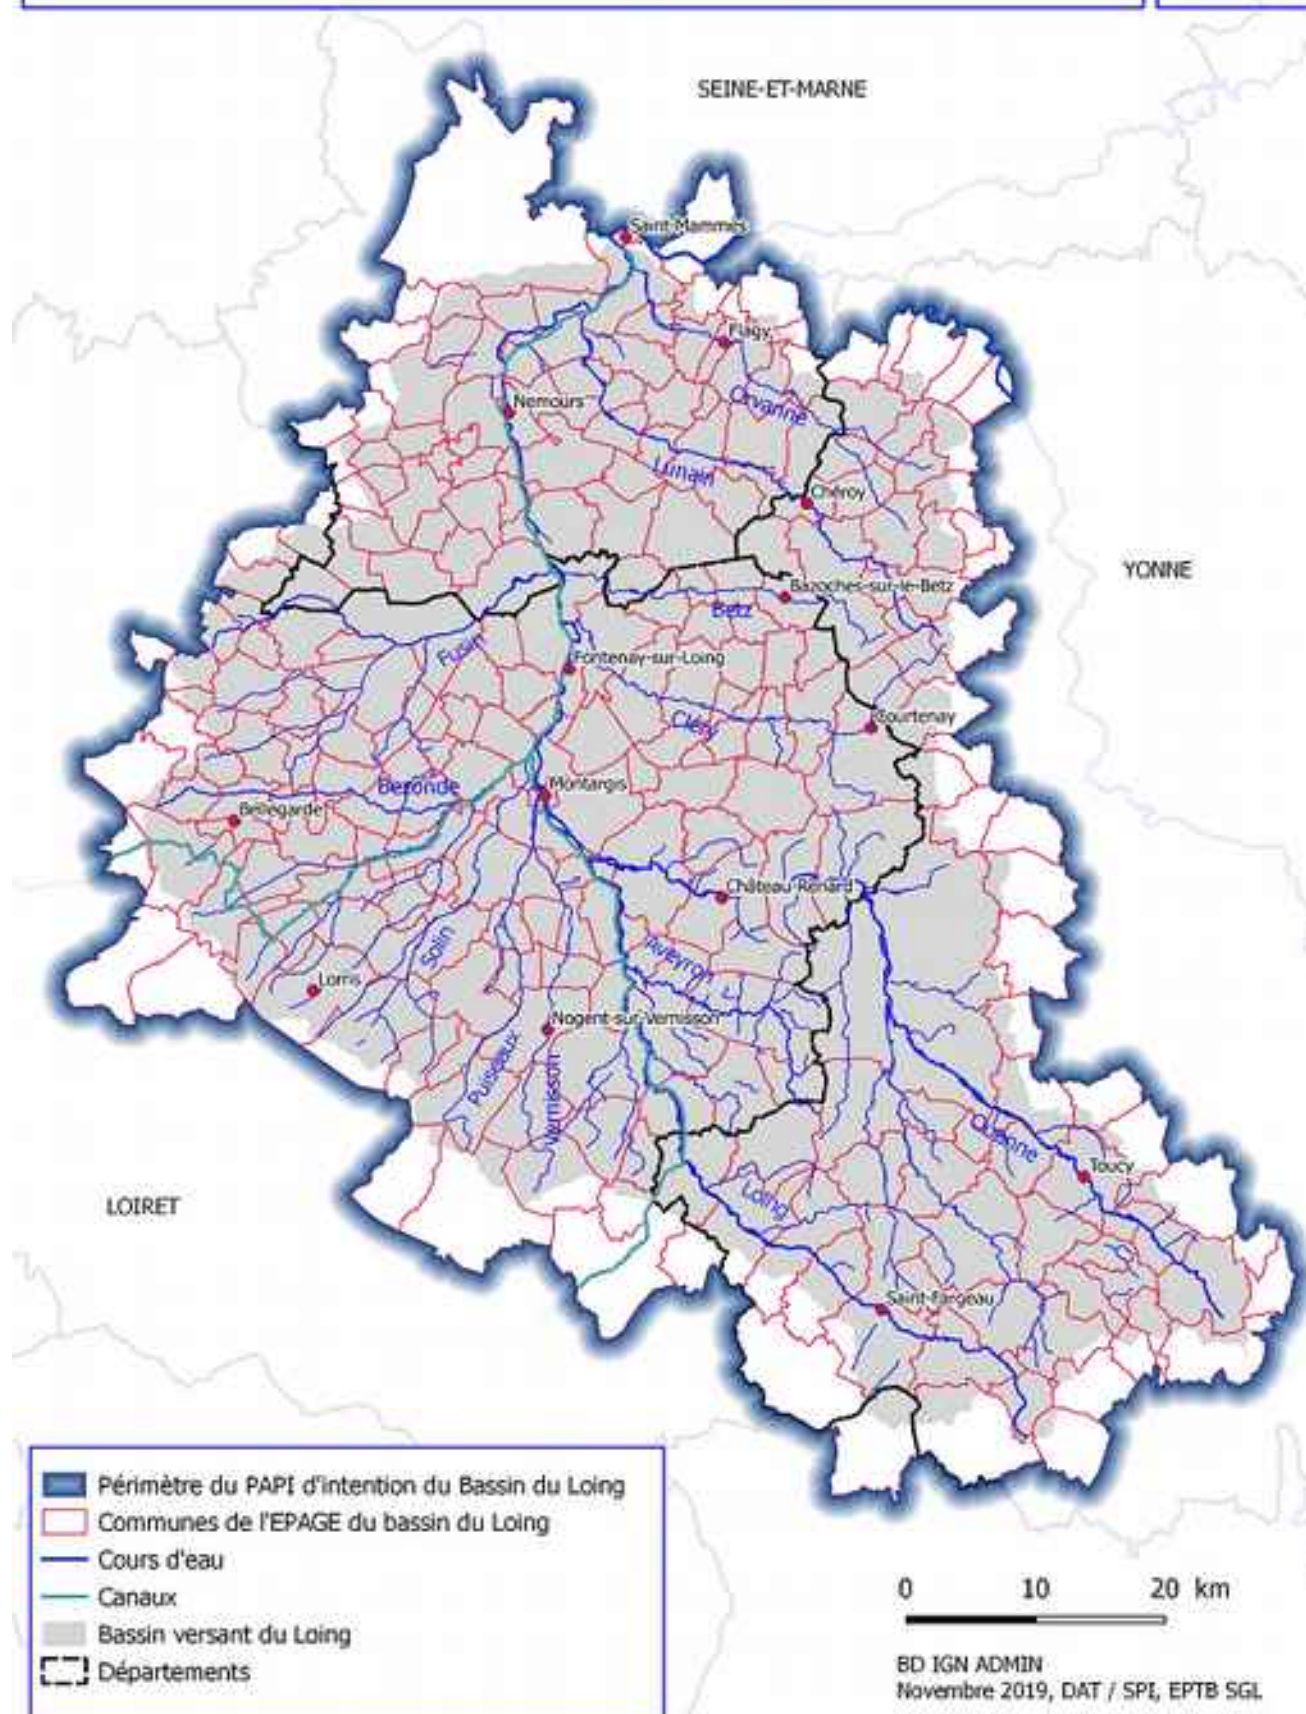 SEINE-ET-MARNE
Saint-Mammès
Flagy
Orvanne
Nemours
Lunain
Chéroy
YONNE
Bazoches-sur-le-Betz
Betz
Fusin
Fontenay-sur-Loing
Cléry
Courtenay
Bezonde
Montargis
Bellegarde
Château-Renard
Solin
Aveyron
Lorris
Nogent-sur-Vernisson
Puiseaux
Vernisson
Ouanne
Toucy
Loing
LOIRET
Saint-Fargeau
Périmètre du PAPI d'intention du Bassin du Loing
Communes de l'EPAGE du bassin du Loing
Cours d'eau
Canaux
Bassin versant du Loing
Départements
0 10 20 km
BD IGN ADMIN
Novembre 2019, DAT / SPI, EPTB SGL